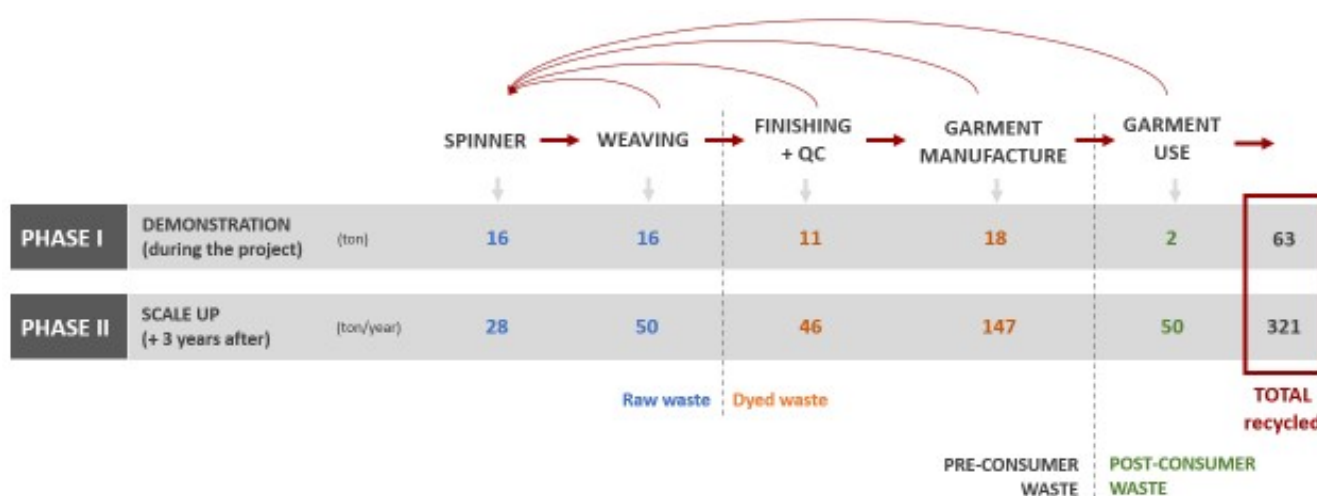 SPINNER
WEAVING
FINISHING
+ QC
GARMENT
MANUFACTURE
GARMENT
USE
PHASE I
DEMONSTRATION
(during the project)
(ton)
16
16
11
18
2
63
PHASE II
SCALE UP
(+ 3 years after)
(ton/year)
28
50
46
147
50
321
Raw waste
Dyed waste
TOTAL
recycled
PRE-CONSUMER
WASTE
POST-CONSUMER
WASTE